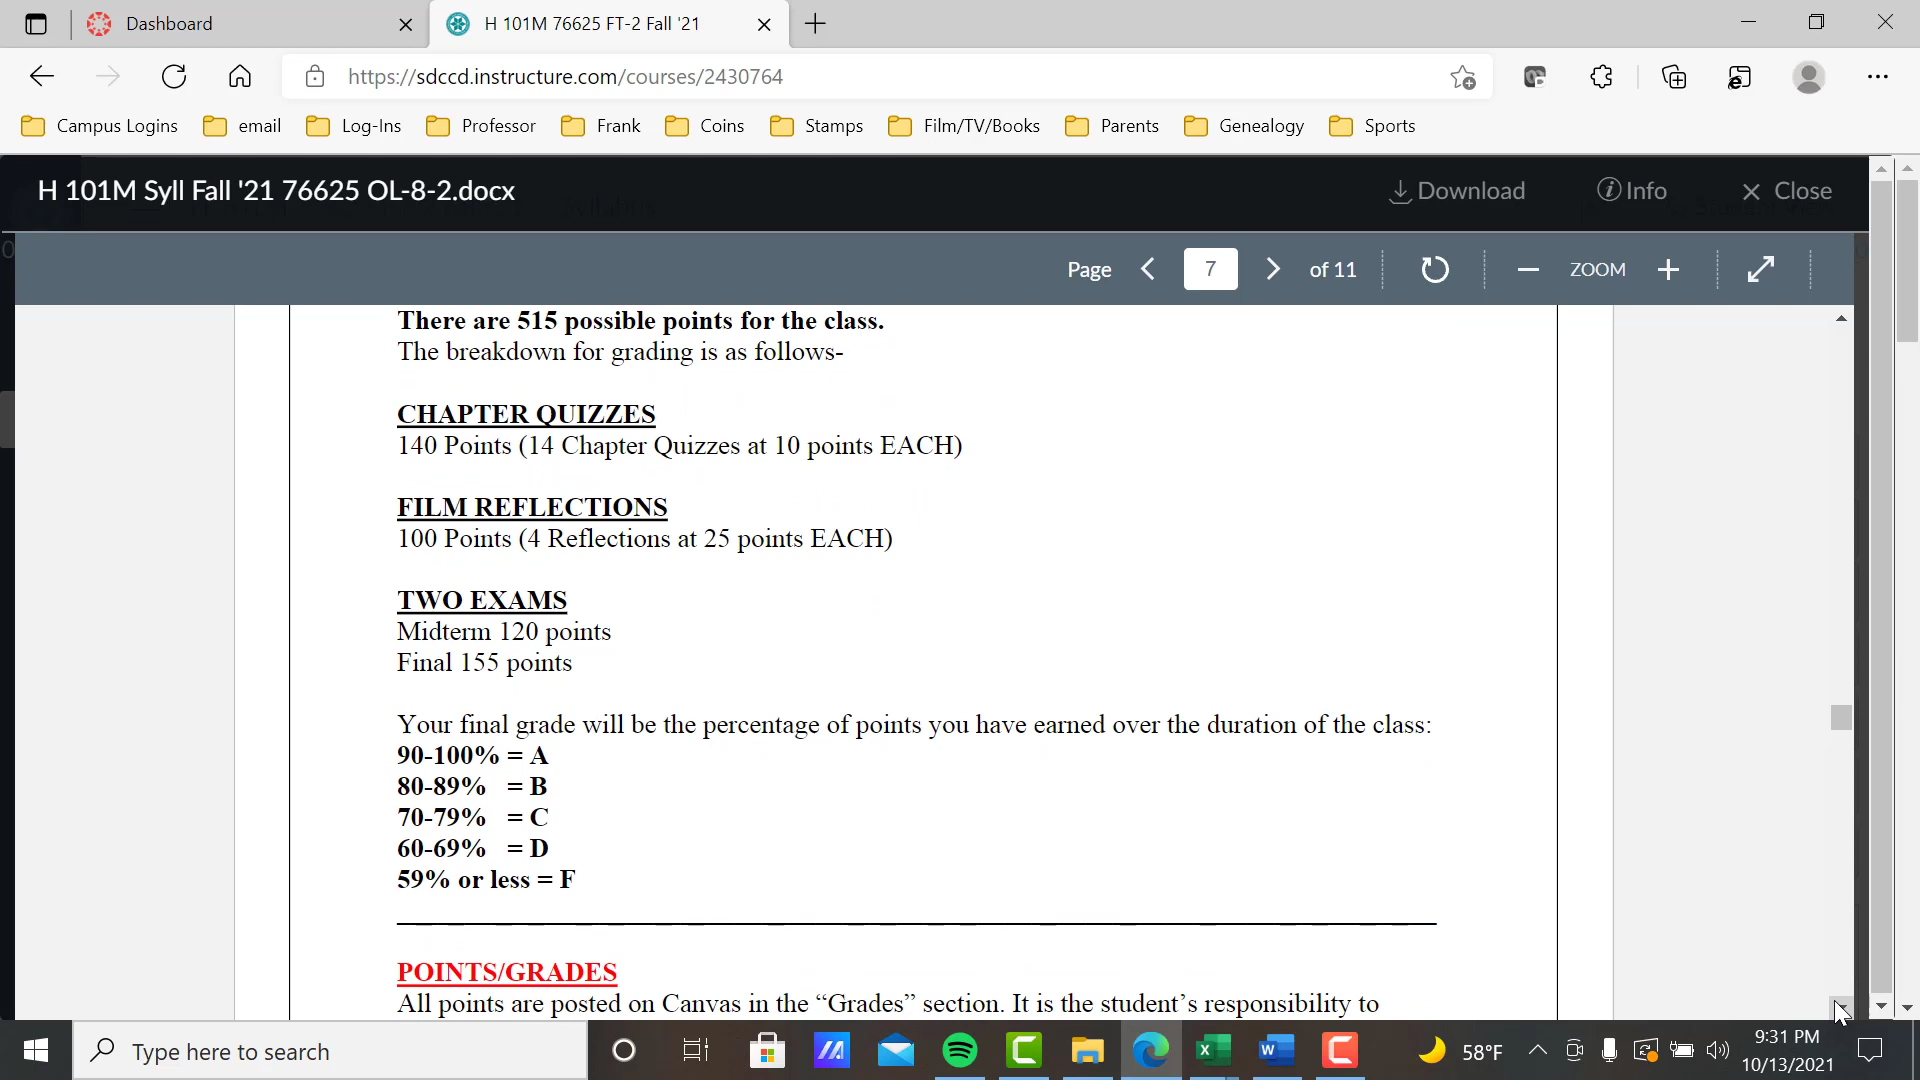 Dashboard
H 101M 76625 FT-2 Fall '21
https://sdccd.instructure.com/courses/2430764
Campus Logins
email
Log-Ins
Professor
Frank
Coins
Stamps
Film/TV/Books
Parents
Genealogy
Sports
H 101M Syll Fall '21 76625 OL-8-2.docx
Download
Info
Close
Page
7
of 11
ZOOM
There are 515 possible points for the class.
The breakdown for grading is as follows-
CHAPTER QUIZZES
140 Points (14 Chapter Quizzes at 10 points EACH)
FILM REFLECTIONS
100 Points (4 Reflections at 25 points EACH)
TWO EXAMS
Midterm 120 points
Final 155 points
Your final grade will be the percentage of points you have earned over the duration of the class:
90-100% = A
80-89% = B
70-79% = C
60-69% = D
59% or less = F
POINTS/GRADES
All points are posted on Canvas in the “Grades” section. It is the student’s responsibility to
Type here to search
58°F
9:31 PM
10/13/2021